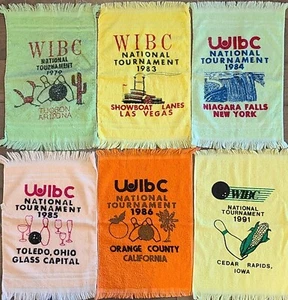 WIBC
NATIONAL
TOURNAMENT
1979
TUCSON
ARIZONA
WIBC
NATIONAL
TOURNAMENT
1983
SHOWBOAT LANES
LAS VEGAS
WIBC
NATIONAL
TOURNAMENT
1984
NIAGARA FALLS
NEW YORK
WIBC
NATIONAL
TOURNAMENT
1985
TOLEDO, OHIO
GLASS CAPITAL
WIBC
NATIONAL
TOURNAMENT
1986
ORANGE COUNTY
CALIFORNIA
WIBC
NATIONAL
TOURNAMENT
1991
CEDAR RAPIDS,
IOWA